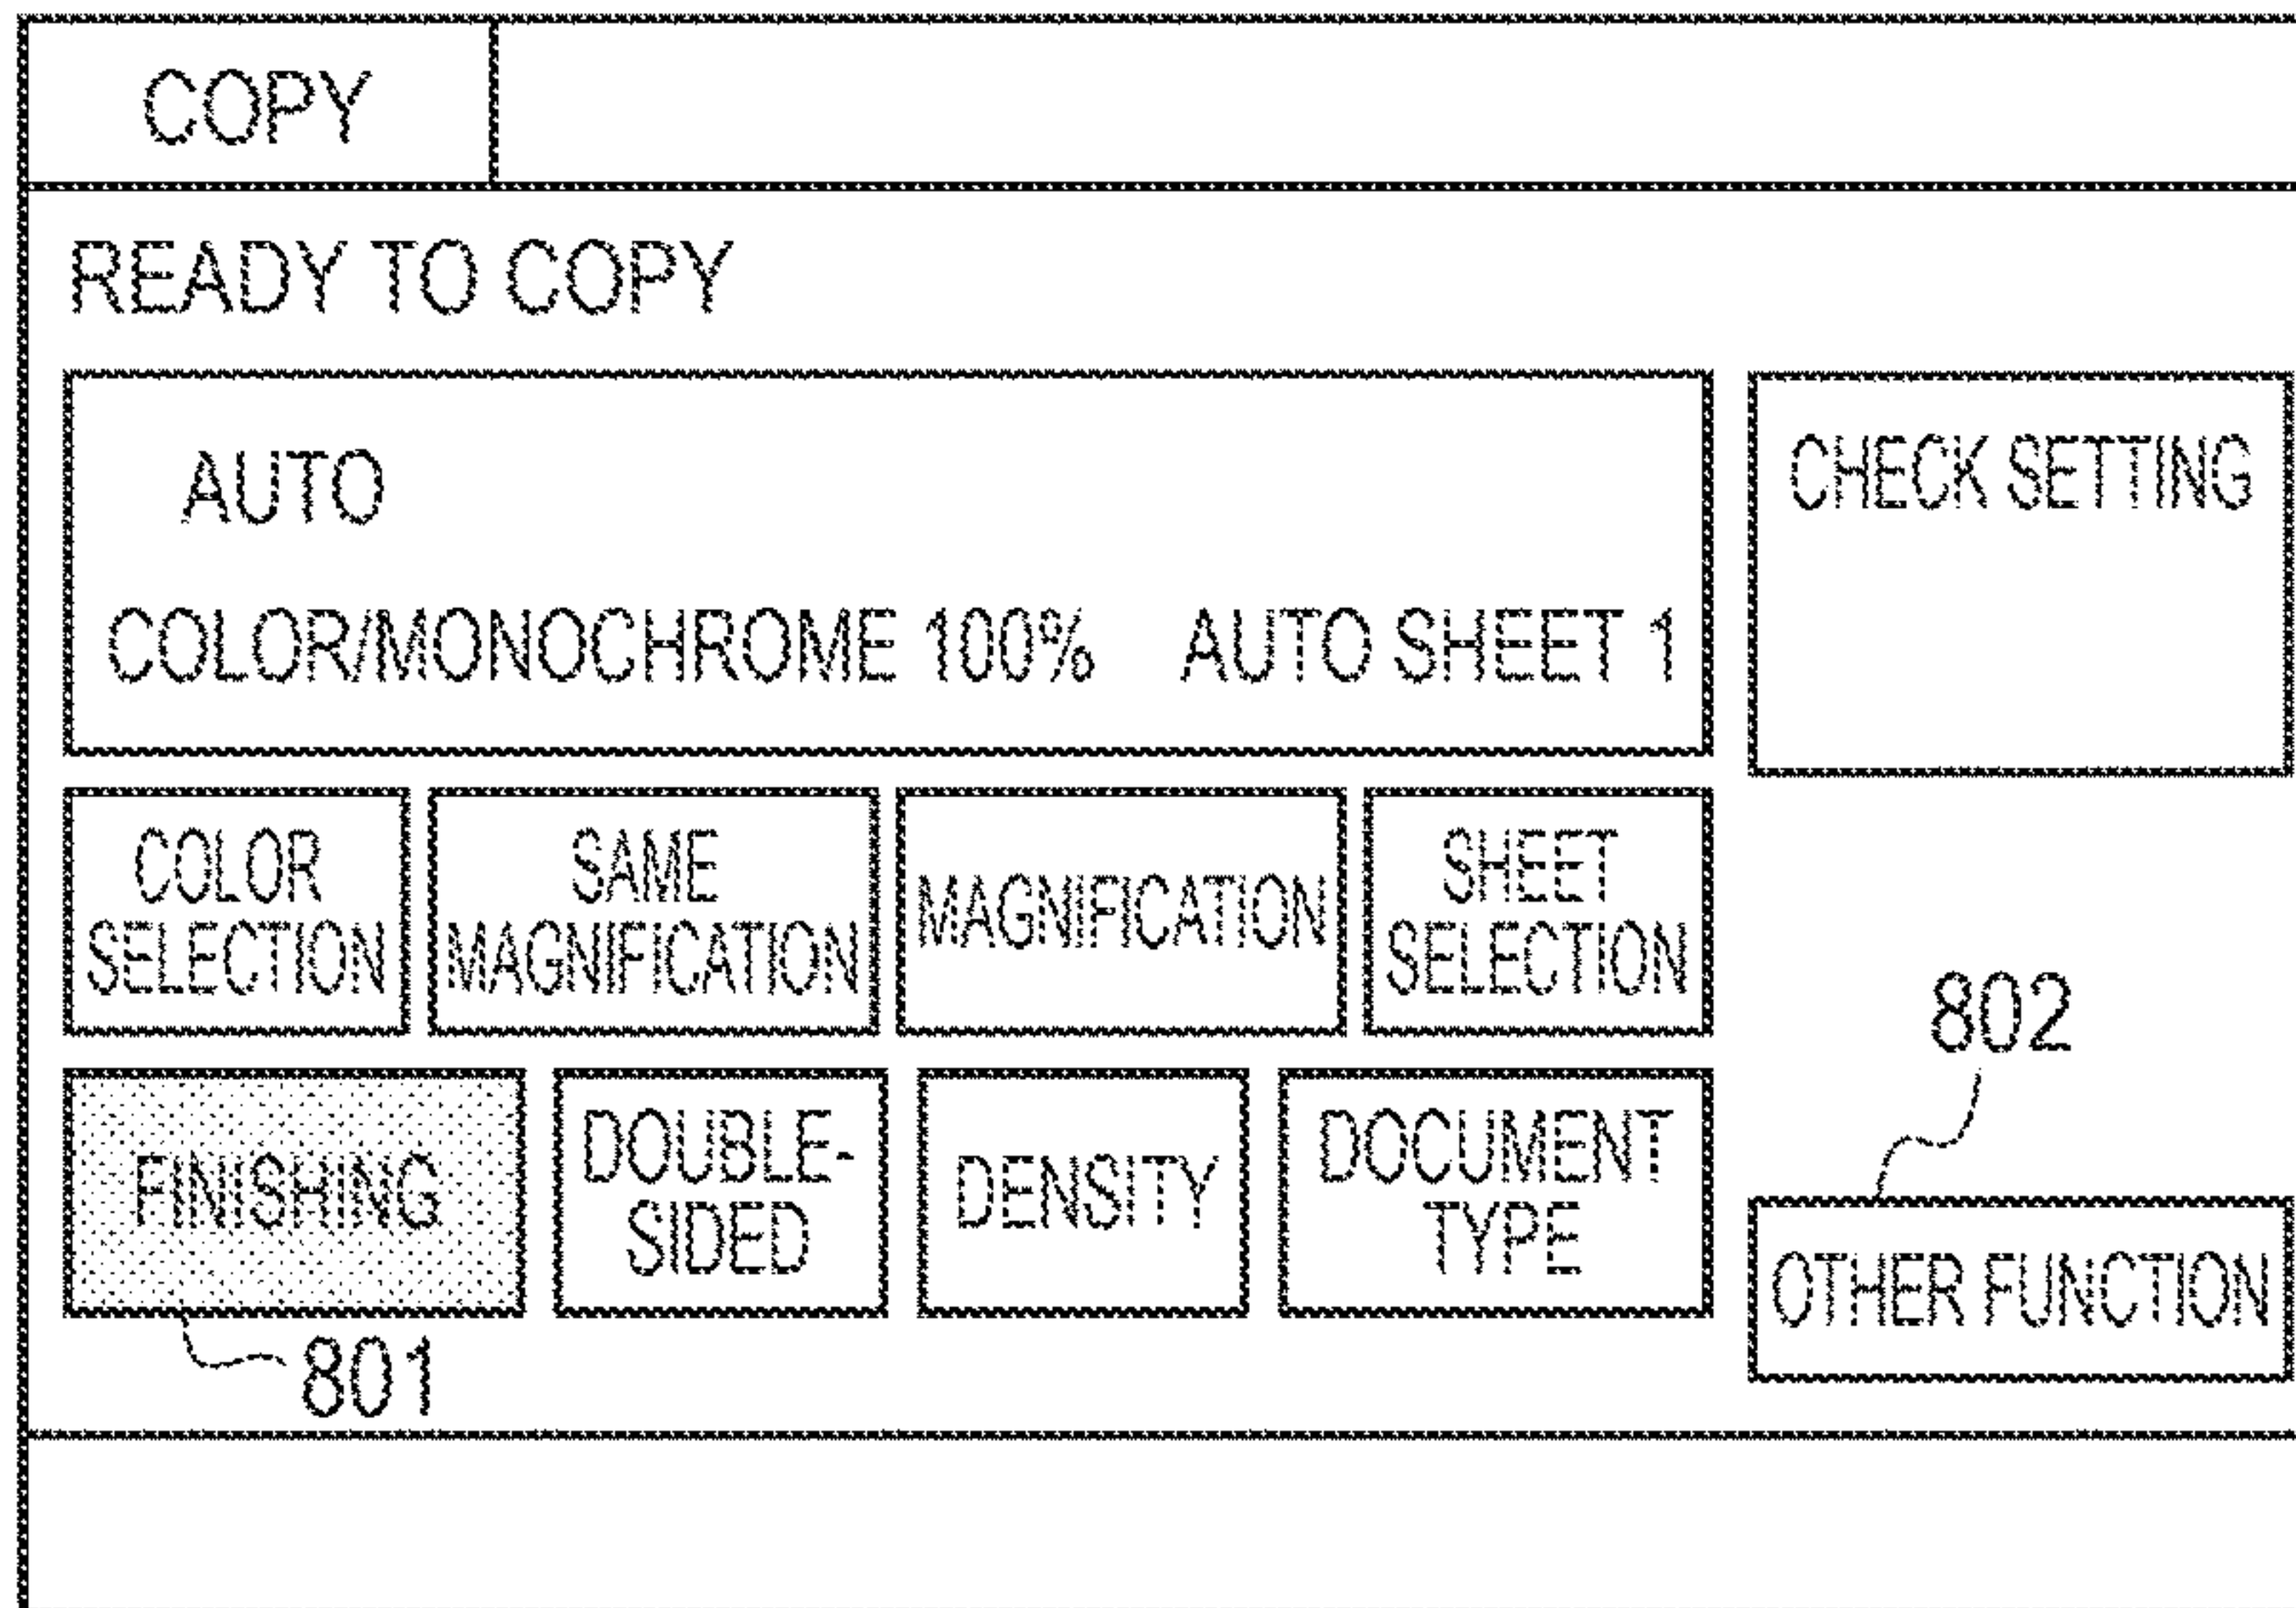 COPY
READY TO COPY
AUTO
COLOR/MONOCHROME 100% AUTO SHEET 1
CHECK SETTING
COLOR
SELECTION
SAME
MAGNIFICATION
MAGNIFICATION
SHEET
SELECTION
802
FINISHING
DOUBLE-
SIDED
DENSITY
DOCUMENT
TYPE
OTHER FUNCTION
801